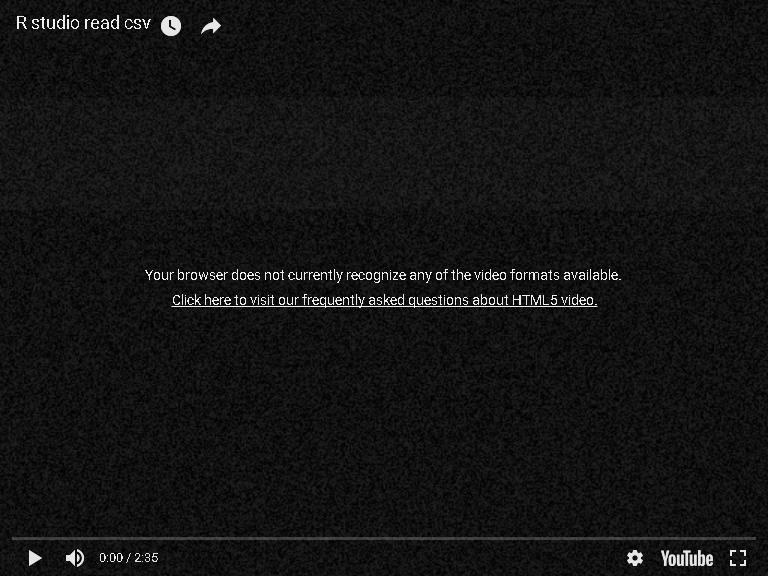 R studio read csv
Your browser does not currently recognize any of the video formats available.
Click here to visit our frequently asked questions about HTML5 video.
0:00 / 2:35
YouTube